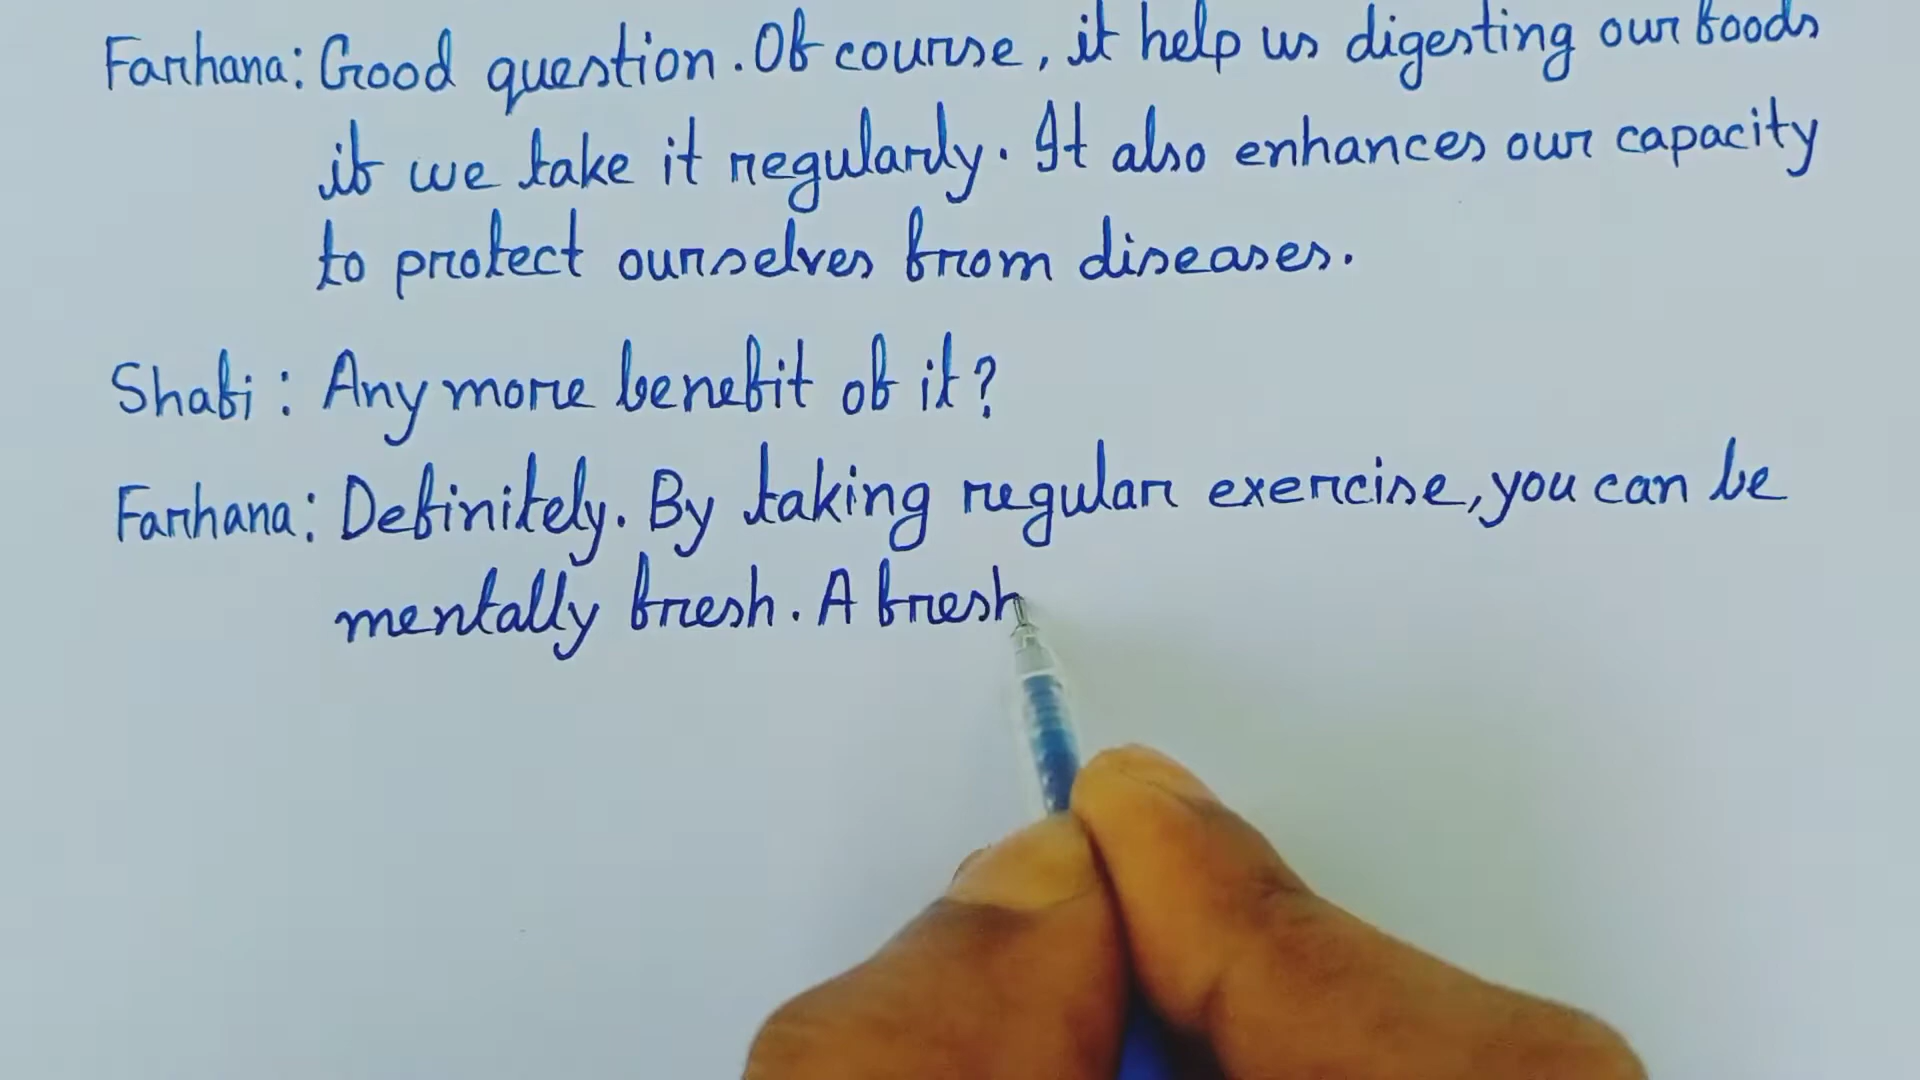 Farhana: Good question. Of course, it help us digesting our foods
if we take it regularly. It also enhances our capacity
to protect ourselves from diseases.
Shafi : Any more benefit of it?
Farhana: Definitely. By taking regular exercise, you can be
mentally fresh. A fresh